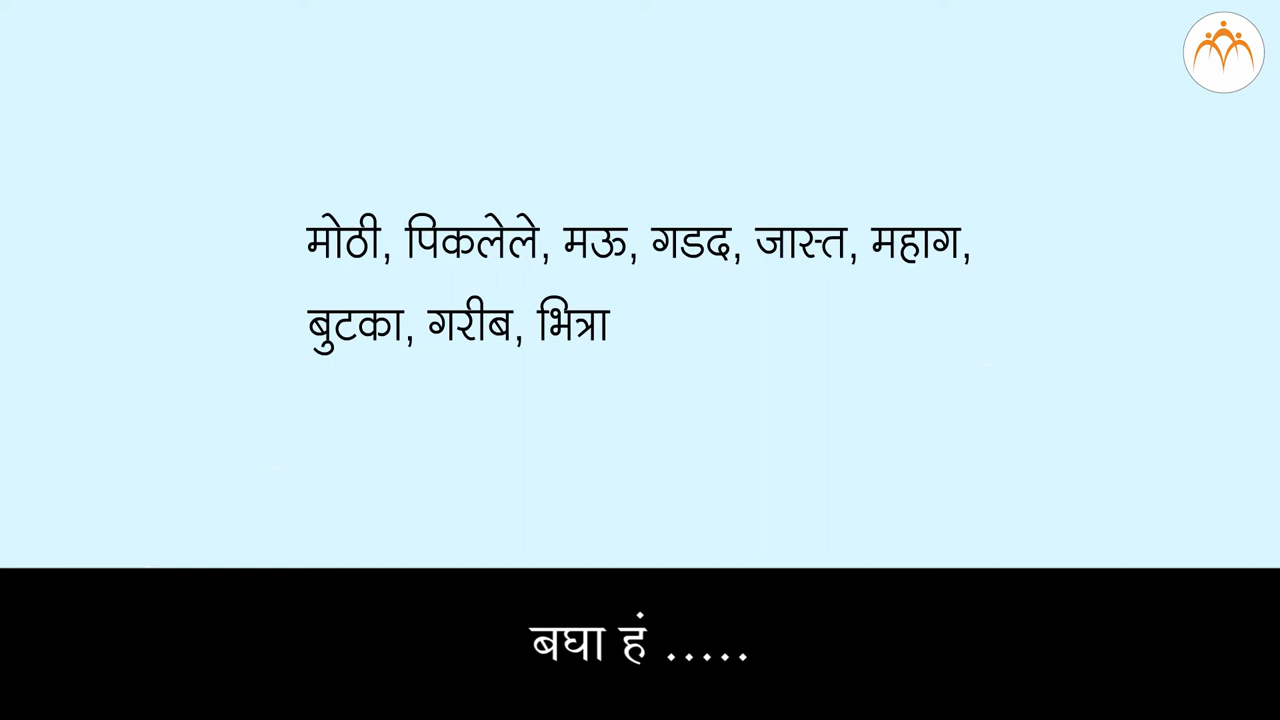 मोठी, पिकलेले, मऊ, गडद, जास्त, महाग,
बुटका, गरीब, भित्रा
बघा हं .....